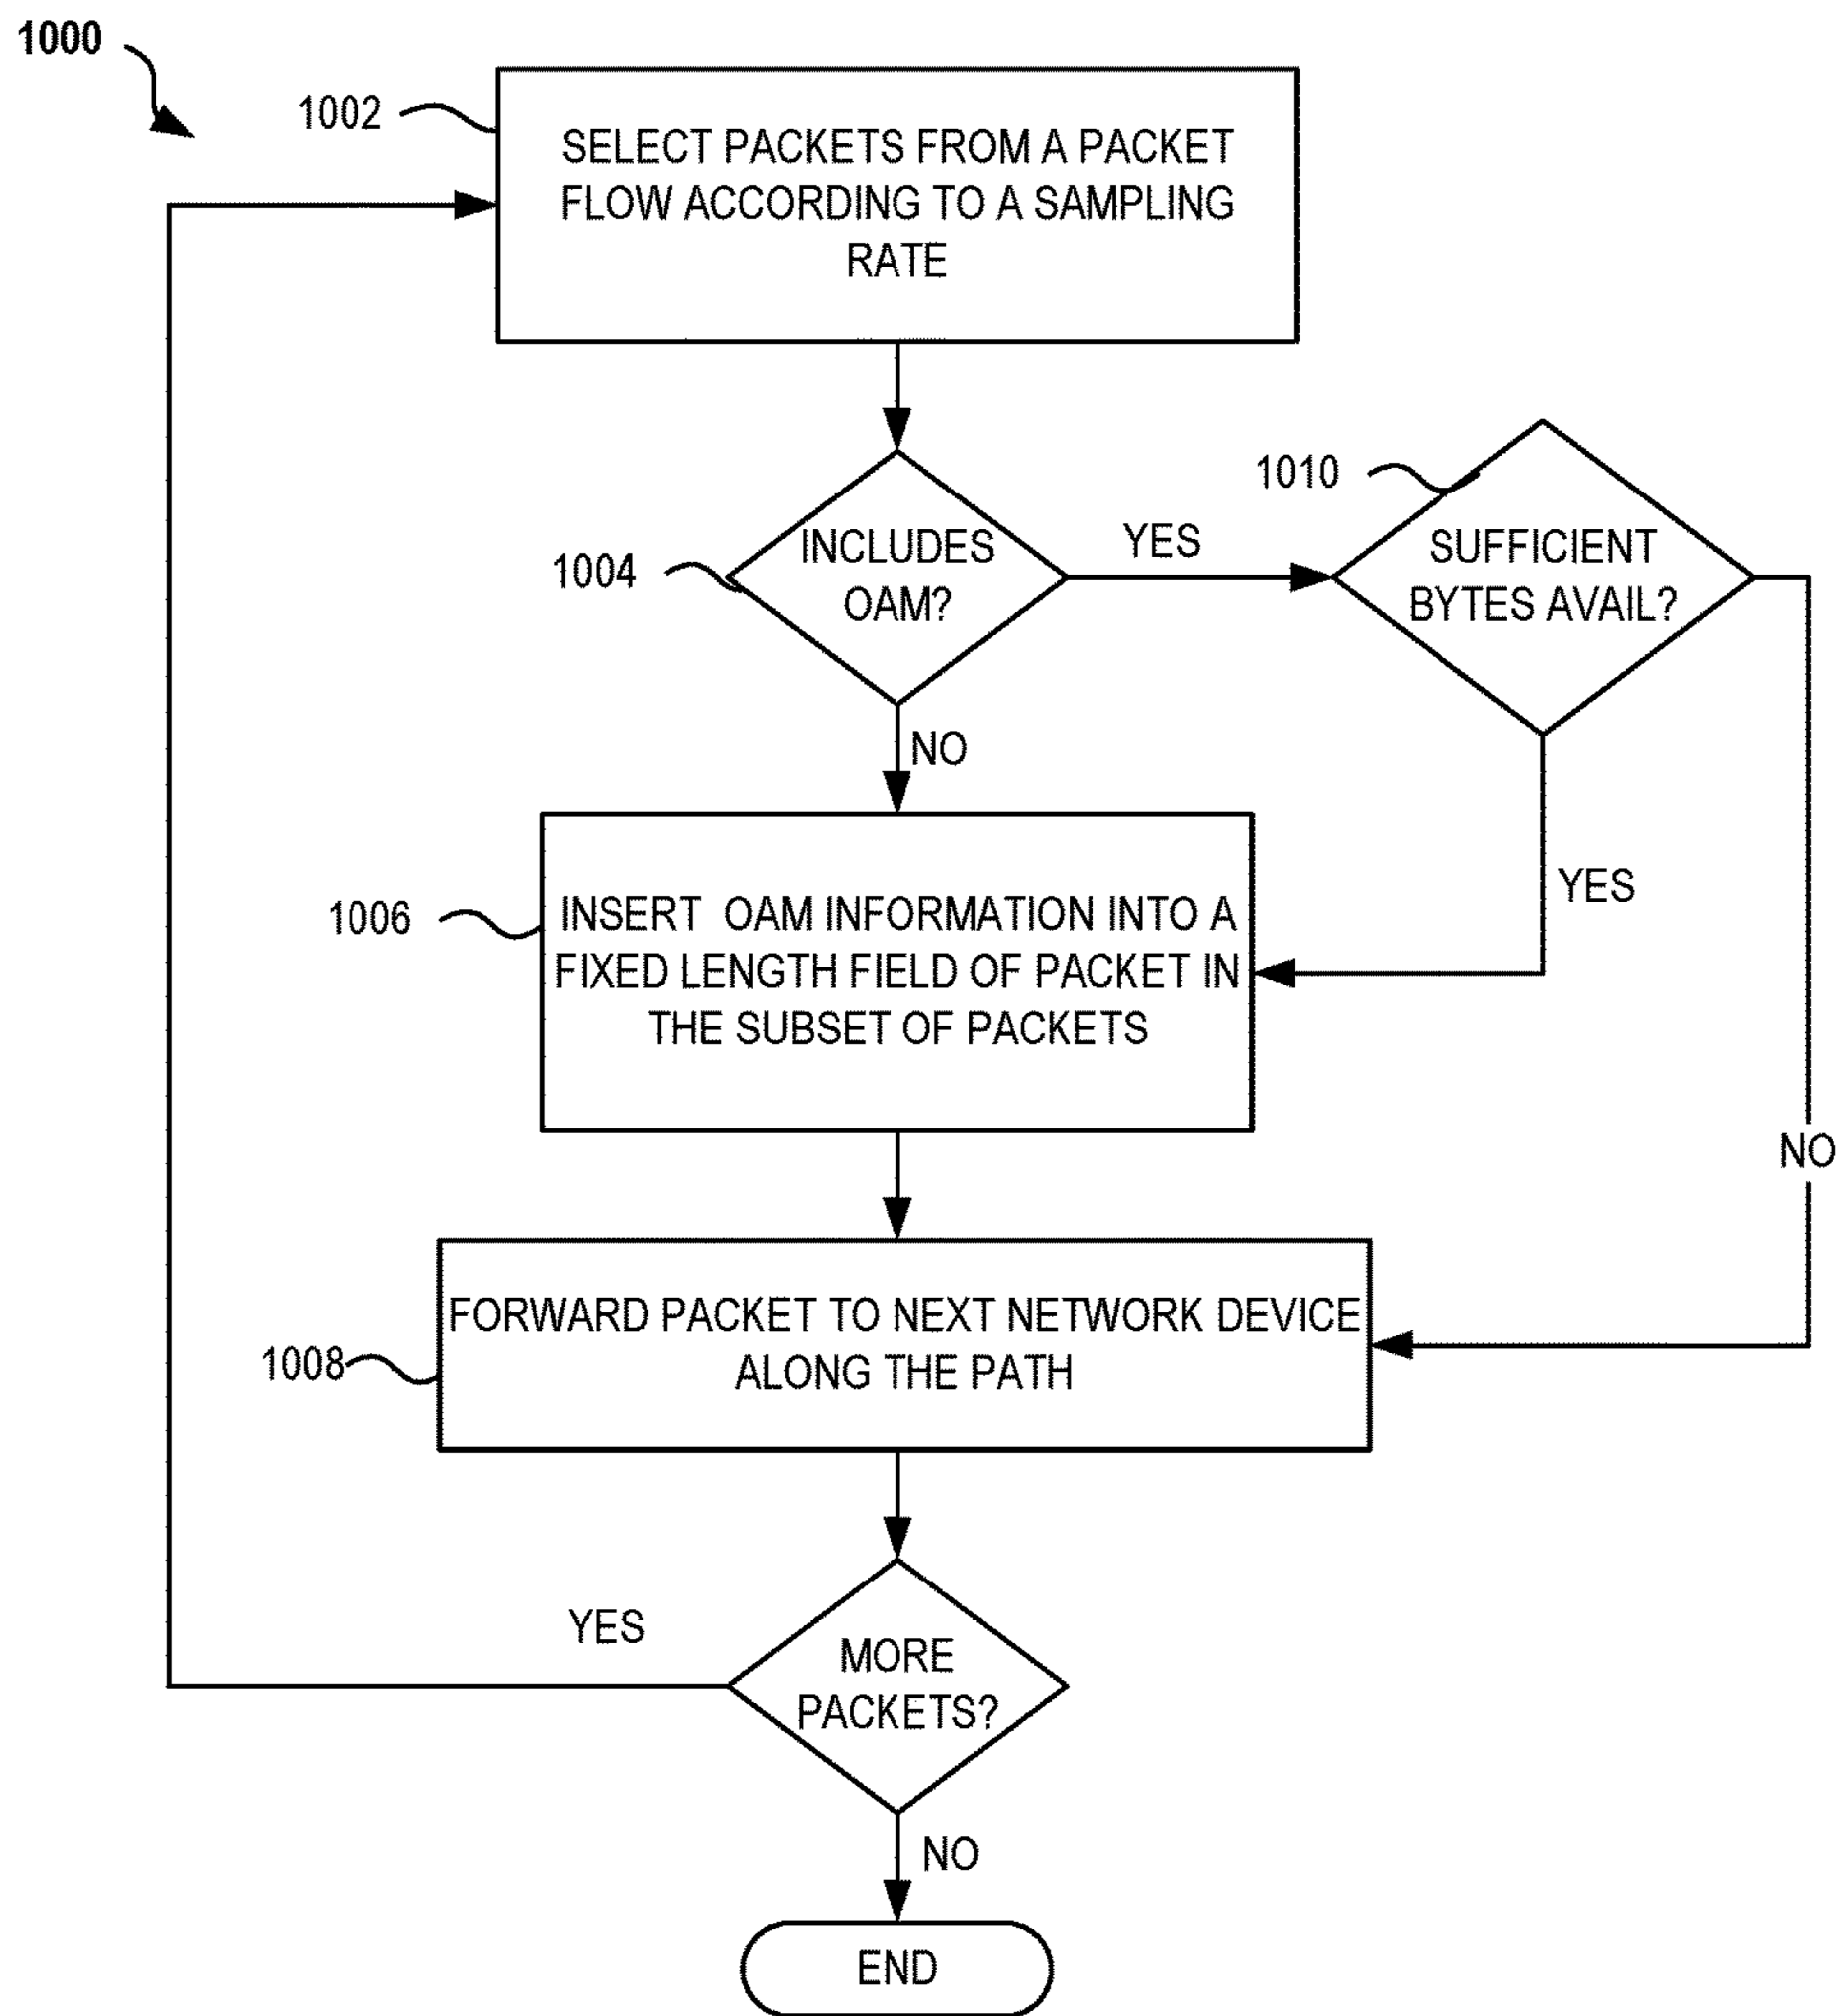 1000
1002
SELECT PACKETS FROM A PACKET
FLOW ACCORDING TO A SAMPLING
RATE
1004
INCLUDES
OAM?
YES
1010
SUFFICIENT
BYTES AVAIL?
NO
YES
1006
INSERT OAM INFORMATION INTO A
FIXED LENGTH FIELD OF PACKET IN
THE SUBSET OF PACKETS
NO
1008
FORWARD PACKET TO NEXT NETWORK DEVICE
ALONG THE PATH
YES
MORE
PACKETS?
NO
END